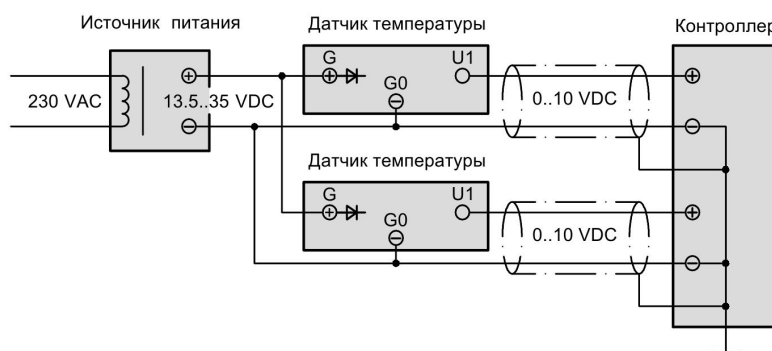 Источник питания
Датчик температуры
Контроллер
230 VAC
13.5..35 VDC
G
G0
U1
0..10 VDC
Датчик температуры
G
G0
U1
0..10 VDC